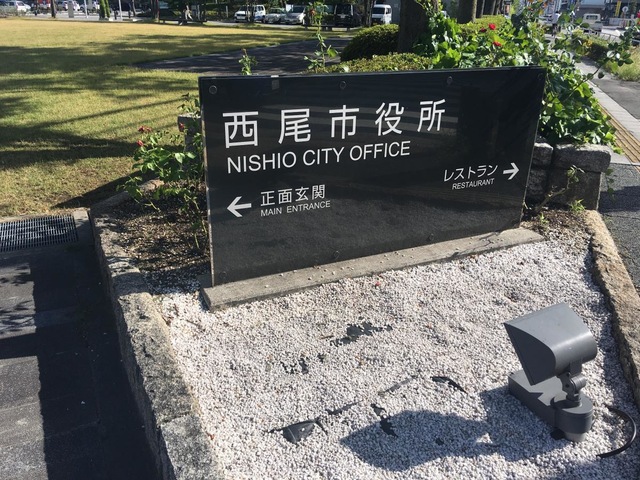 西尾市役所
NISHIO CITY OFFICE
← 正面玄関
MAIN ENTRANCE
レストラン →
RESTAURANT